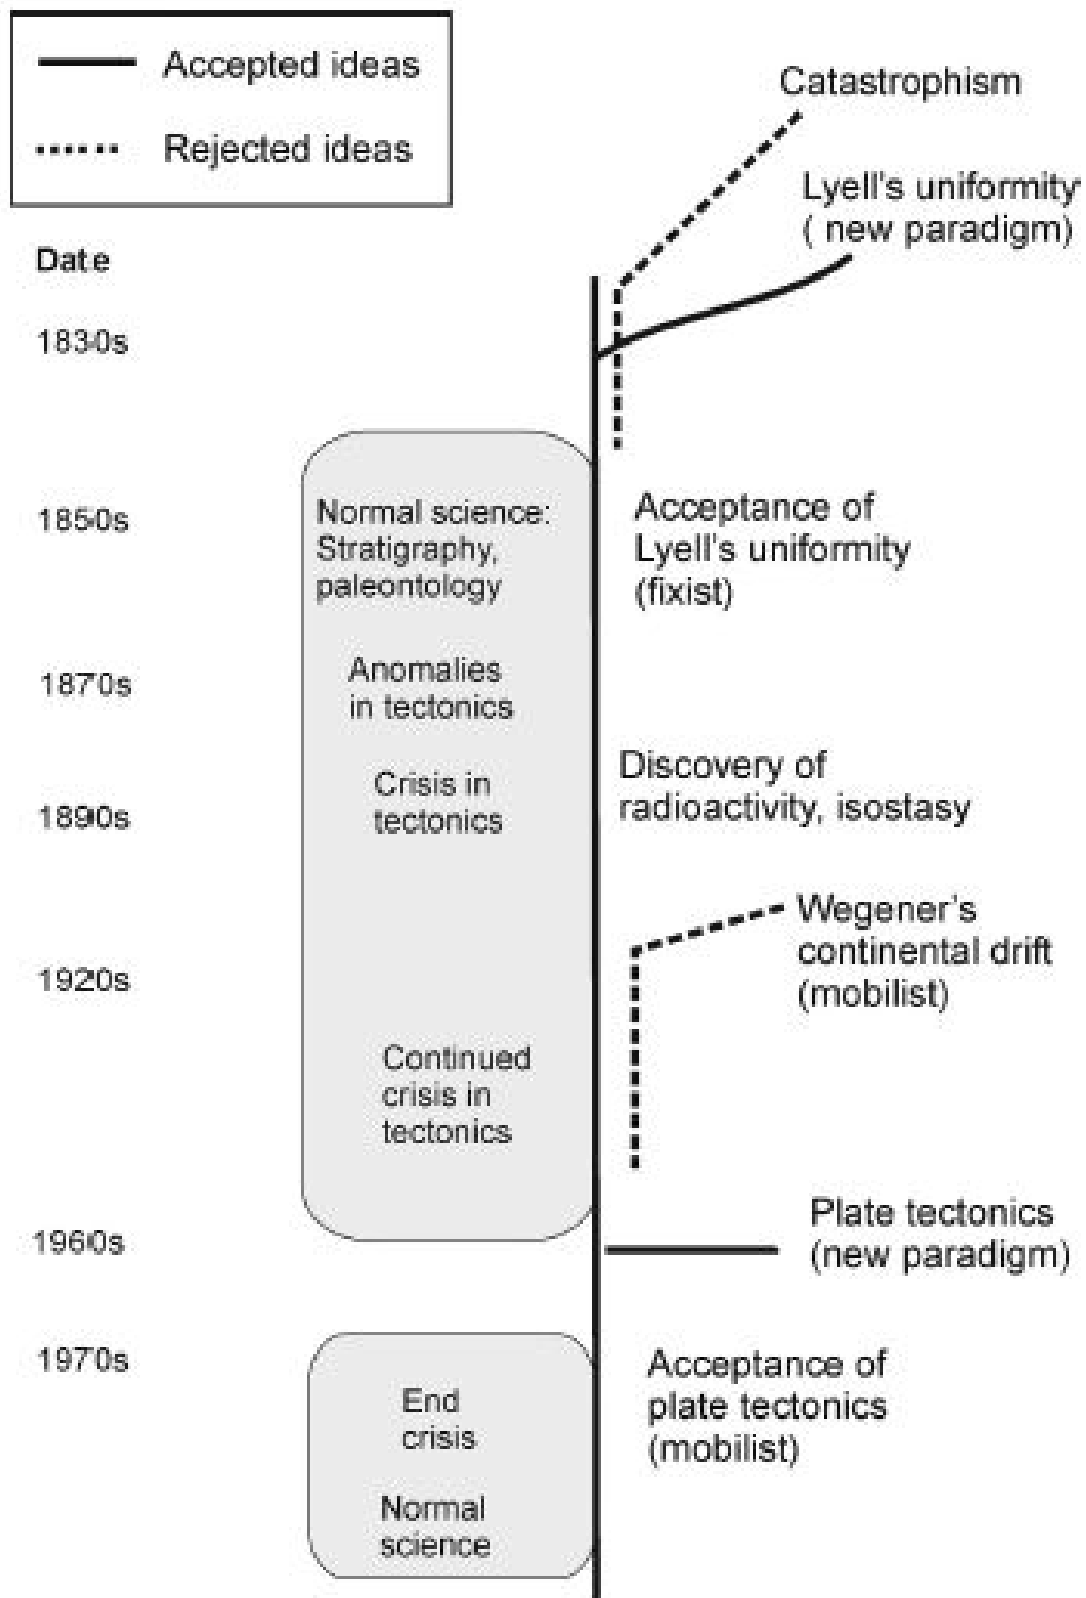 Accepted ideas
Rejected ideas
Catastrophism
Lyell's uniformity
( new paradigm)
Date
1830s
1850s
Normal science:
Stratigraphy,
paleontology
Acceptance of
Lyell's uniformity
(fixist)
1870s
Anomalies
in tectonics
1890s
Crisis in
tectonics
Discovery of
radioactivity, isostasy
Wegener's
continental drift
(mobilist)
1920s
Continued
crisis in
tectonics
Plate tectonics
(new paradigm)
1960s
1970s
Acceptance of
plate tectonics
(mobilist)
End
crisis
Normal
science